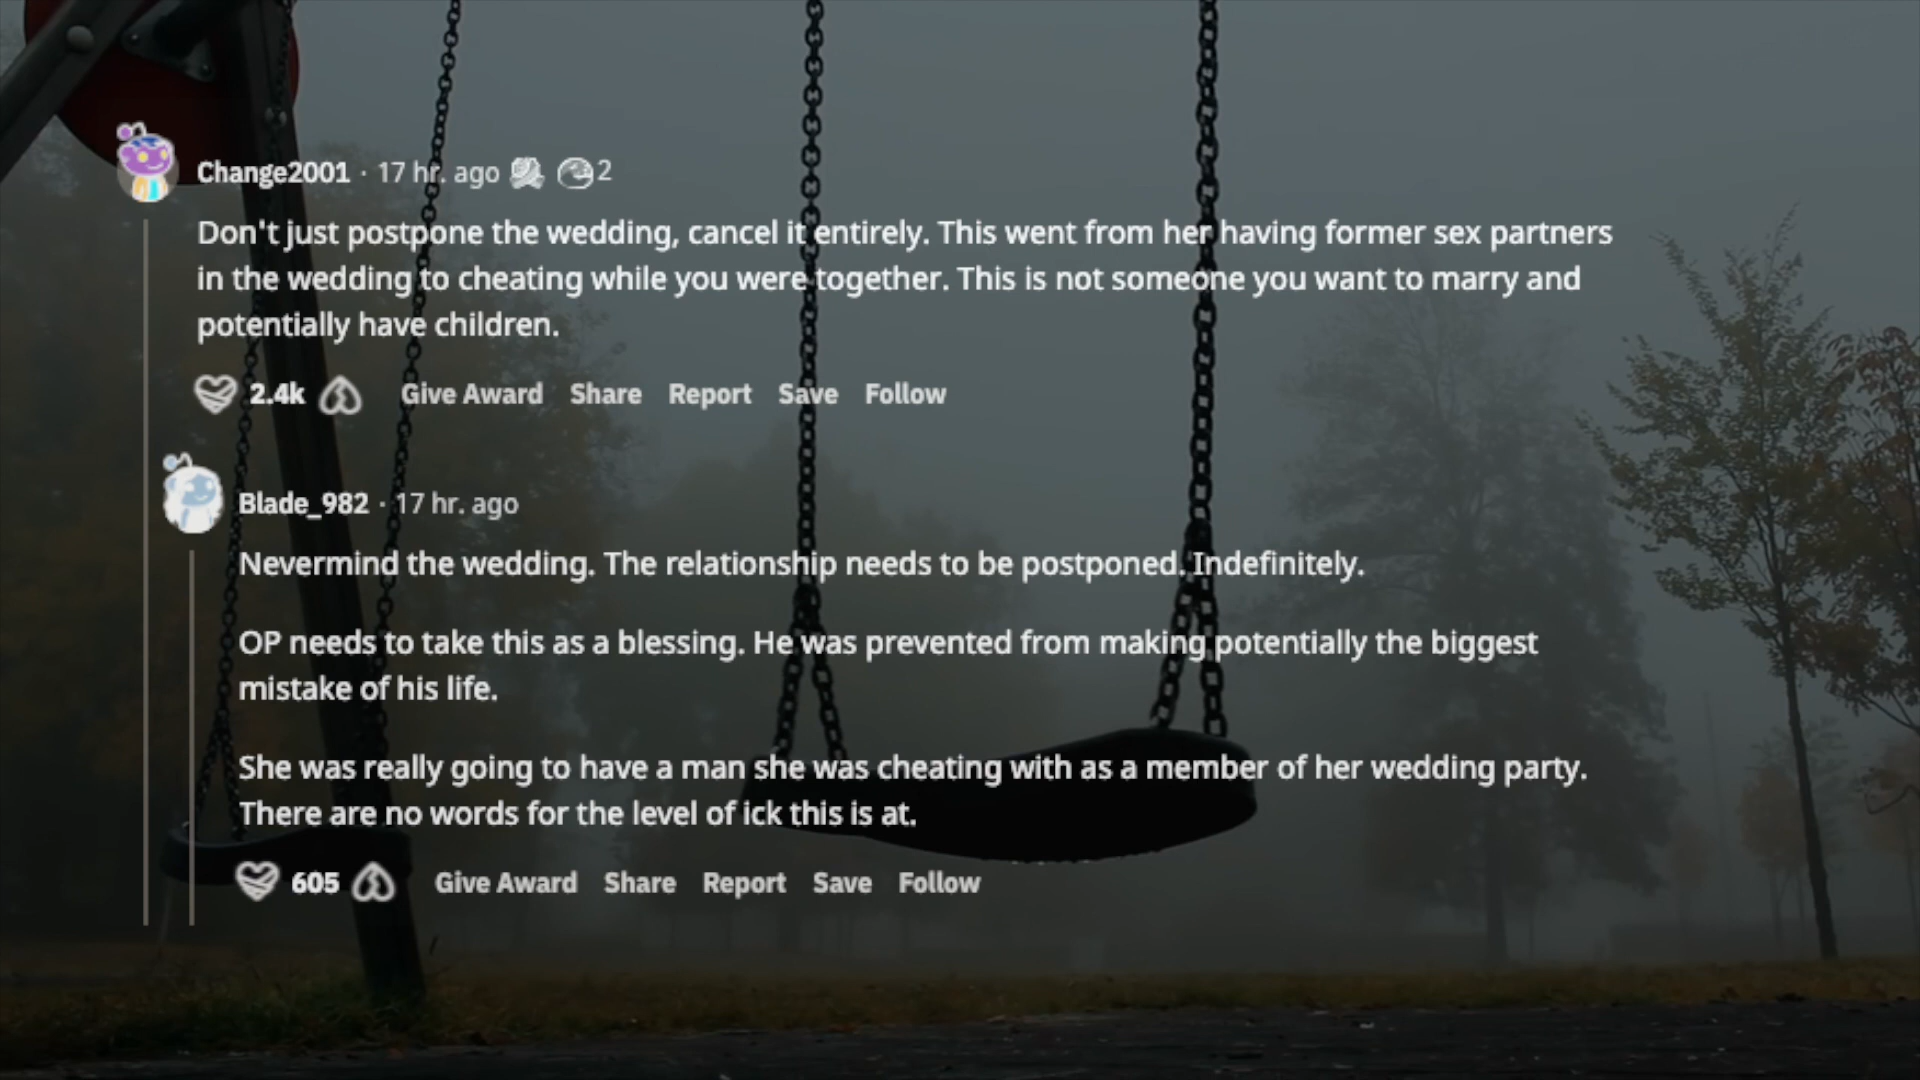 Change2001 · 17 hr. ago 2
Don't just postpone the wedding, cancel it entirely. This went from her having former sex partners
in the wedding to cheating while you were together. This is not someone you want to marry and
potentially have children.
2.4k Give Award Share Report Save Follow
Blade_982 · 17 hr. ago
Nevermind the wedding. The relationship needs to be postponed. Indefinitely.
OP needs to take this as a blessing. He was prevented from making potentially the biggest
mistake of his life.
She was really going to have a man she was cheating with as a member of her wedding party.
There are no words for the level of ick this is at.
605 Give Award Share Report Save Follow